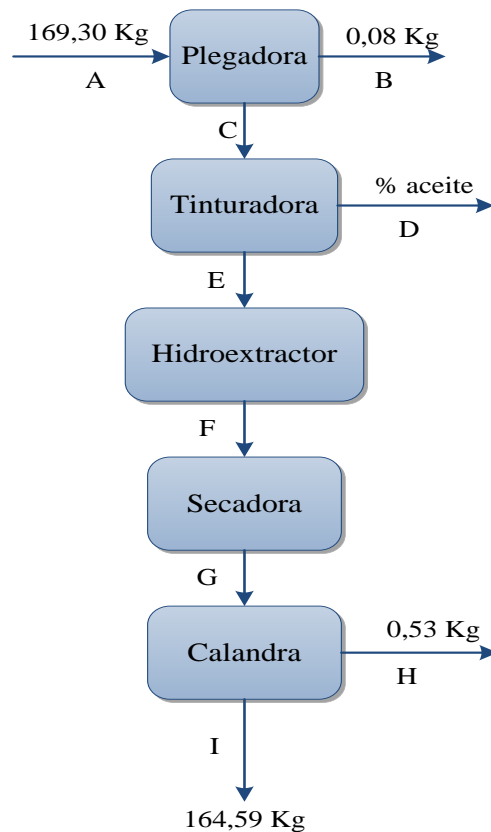 169,30 Kg
Plegadora
0,08 Kg
A
B
C
Tinturadora
% aceite
D
E
Hidroextractor
F
Secadora
G
Calandra
0,53 Kg
H
I
164,59 Kg